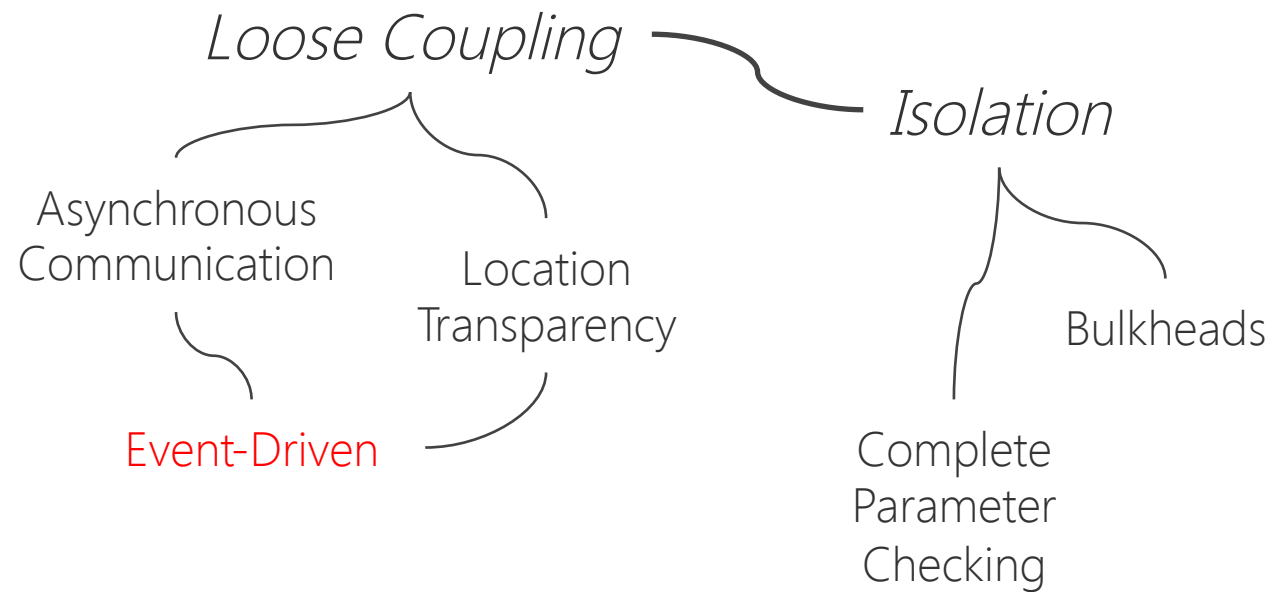 Loose Coupling
Isolation
Asynchronous
Communication
Location
Transparency
Bulkheads
Event-Driven
Complete
Parameter
Checking